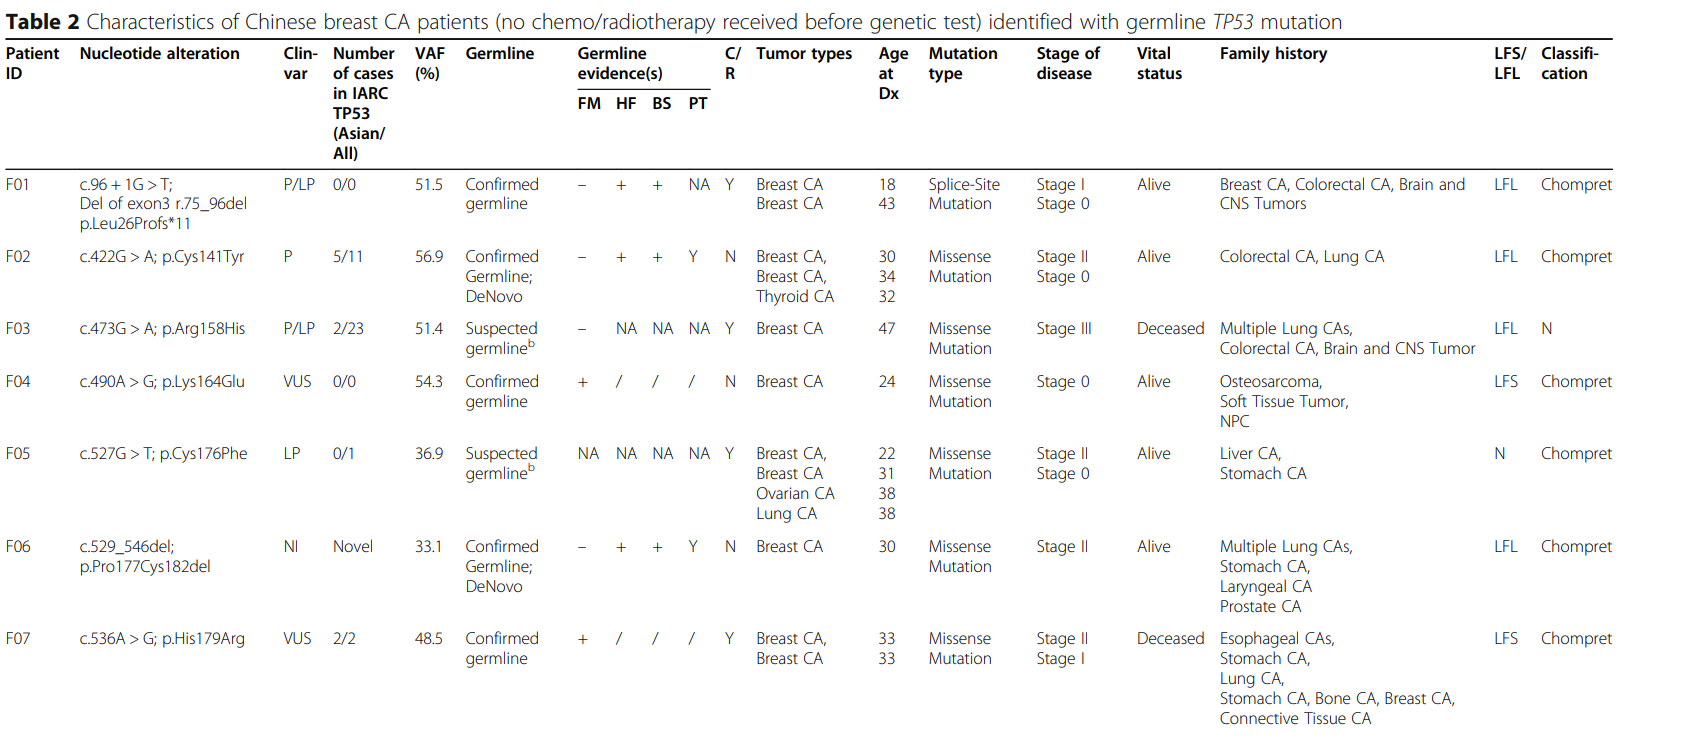 Table 2 Characteristics of Chinese breast CA patients (no chemo/radiotherapy received before genetic test) identified with germline TP53 mutation
Patient ID | Nucleotide alteration | Clin-var | Number of cases in IARC TP53 (Asian/All) | VAF (%) | Germline | Germline evidence(s) FM HF BS PT | C/R | Tumor types | Age at Dx | Mutation type | Stage of disease | Vital status | Family history | LFS/LFL | Classifi-cation
F01 c.96 + 1G > T; P/LP 0/0 51.5 Confirmed – + + NA Y Breast CA 18 Splice-Site Stage I Alive Breast CA, Colorectal CA, Brain and LFL Chompret
Del of exon3 r.75_96del germline Breast CA 43 Mutation Stage 0 CNS Tumors
p.Leu26Profs*11
F02 c.422G > A; p.Cys141Tyr P 5/11 56.9 Confirmed – + + Y N Breast CA, 30 Missense Stage II Alive Colorectal CA, Lung CA LFL Chompret
Germline; Breast CA, 34 Mutation Stage 0
DeNovo Thyroid CA 32
F03 c.473G > A; p.Arg158His P/LP 2/23 51.4 Suspected – NA NA NA Y Breast CA 47 Missense Stage III Deceased Multiple Lung CAs, LFL N
germlineb Mutation Colorectal CA, Brain and CNS Tumor
F04 c.490A > G; p.Lys164Glu VUS 0/0 54.3 Confirmed + / / / N Breast CA 24 Missense Stage 0 Alive Osteosarcoma, LFS Chompret
germline Mutation Soft Tissue Tumor,
NPC
F05 c.527G > T; p.Cys176Phe LP 0/1 36.9 Suspected NA NA NA NA Y Breast CA, 22 Missense Stage II Alive Liver CA, N Chompret
germlineb Breast CA 31 Mutation Stage 0 Stomach CA
Ovarian CA 38
Lung CA 38
F06 c.529_546del; NI Novel 33.1 Confirmed – + + Y N Breast CA 30 Missense Stage II Alive Multiple Lung CAs, LFL Chompret
p.Pro177Cys182del Germline; Mutation Stomach CA,
DeNovo Laryngeal CA
Prostate CA
F07 c.536A > G; p.His179Arg VUS 2/2 48.5 Confirmed + / / / Y Breast CA, 33 Missense Stage II Deceased Esophageal CAs, LFS Chompret
germline Breast CA 33 Mutation Stage I Stomach CA,
Lung CA,
Stomach CA, Bone CA, Breast CA,
Connective Tissue CA